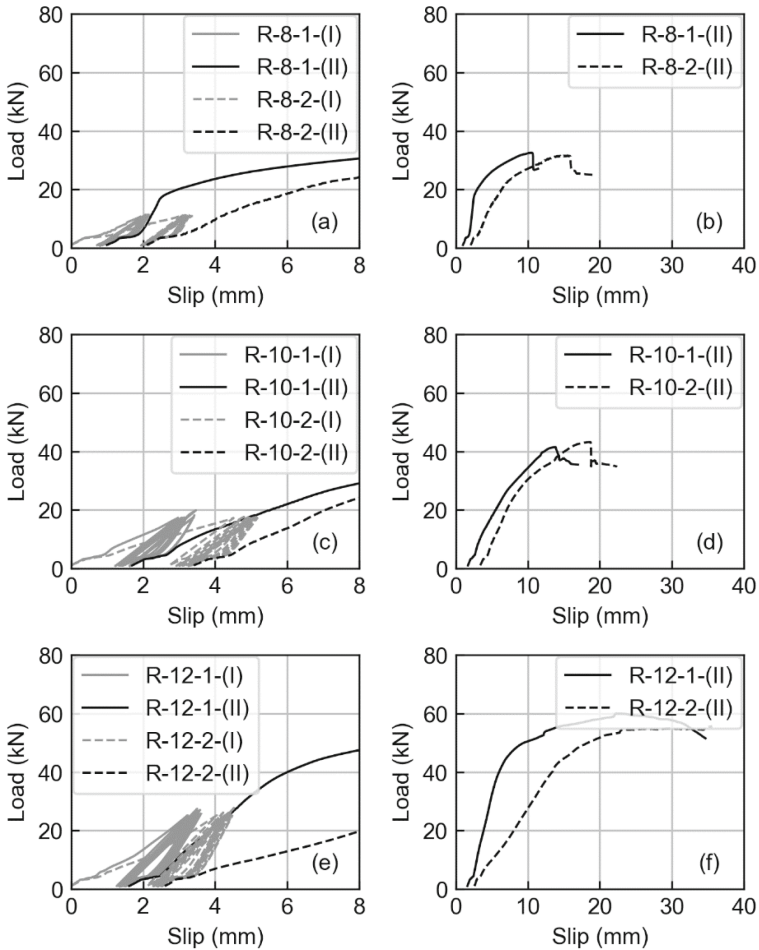 80
60
40
20
0
Load (kN)
R-8-1-(I)
R-8-1-(II)
R-8-2-(I)
R-8-2-(II)
(a)
0 2 4 6 8
Slip (mm)
80
60
40
20
0
Load (kN)
R-8-1-(II)
R-8-2-(II)
(b)
0 10 20 30 40
Slip (mm)
80
60
40
20
0
Load (kN)
R-10-1-(I)
R-10-1-(II)
R-10-2-(I)
R-10-2-(II)
(c)
0 2 4 6 8
Slip (mm)
80
60
40
20
0
Load (kN)
R-10-1-(II)
R-10-2-(II)
(d)
0 10 20 30 40
Slip (mm)
80
60
40
20
0
Load (kN)
R-12-1-(I)
R-12-1-(II)
R-12-2-(I)
R-12-2-(II)
(e)
0 2 4 6 8
Slip (mm)
80
60
40
20
0
Load (kN)
R-12-1-(II)
R-12-2-(II)
(f)
0 10 20 30 40
Slip (mm)